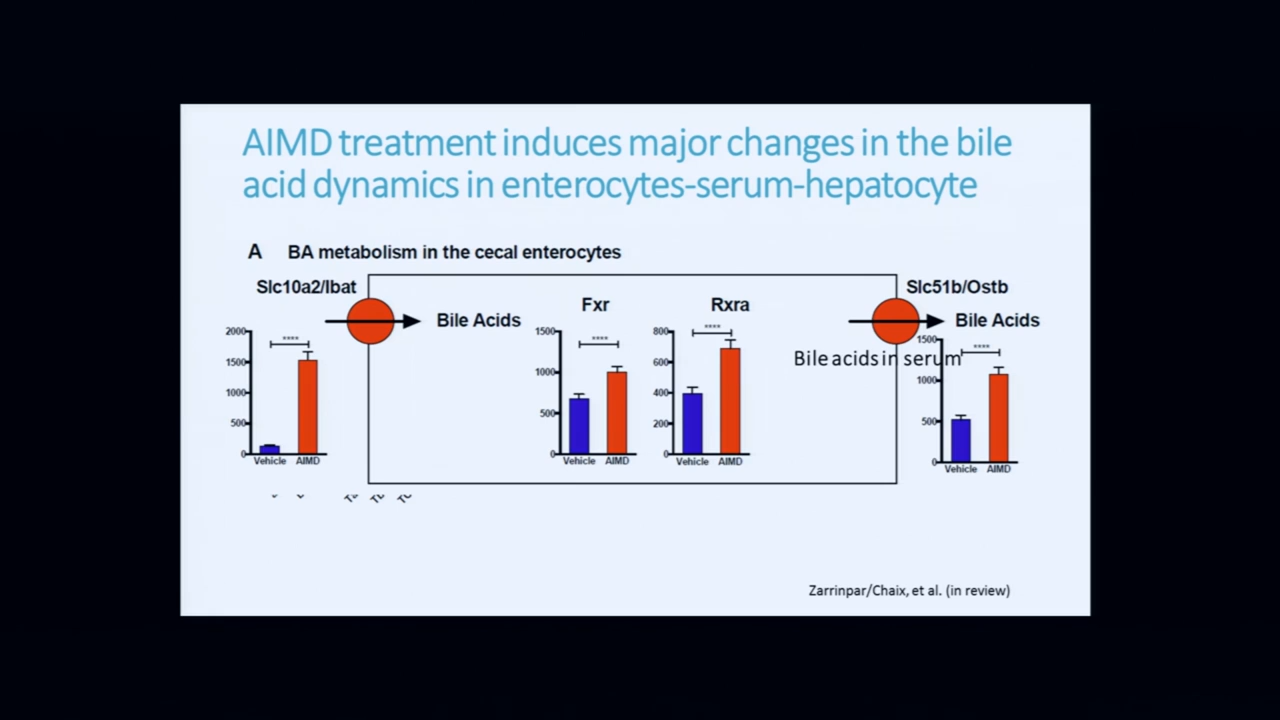 AIMD treatment induces major changes in the bile
acid dynamics in enterocytes-serum-hepatocyte
A BA metabolism in the cecal enterocytes
Slc10a2/Ibat
Bile Acids
Fxr
Rxra
Slc51b/Ostb
Bile Acids
Bile acids in serum
2000
1500
1000
500
0
****
Vehicle AIMD
1500
1000
500
0
****
Vehicle AIMD
800
600
400
200
0
****
Vehicle AIMD
1500
1000
500
0
****
Vehicle AIMD
Zarrinpar/Chaix, et al. (in review)